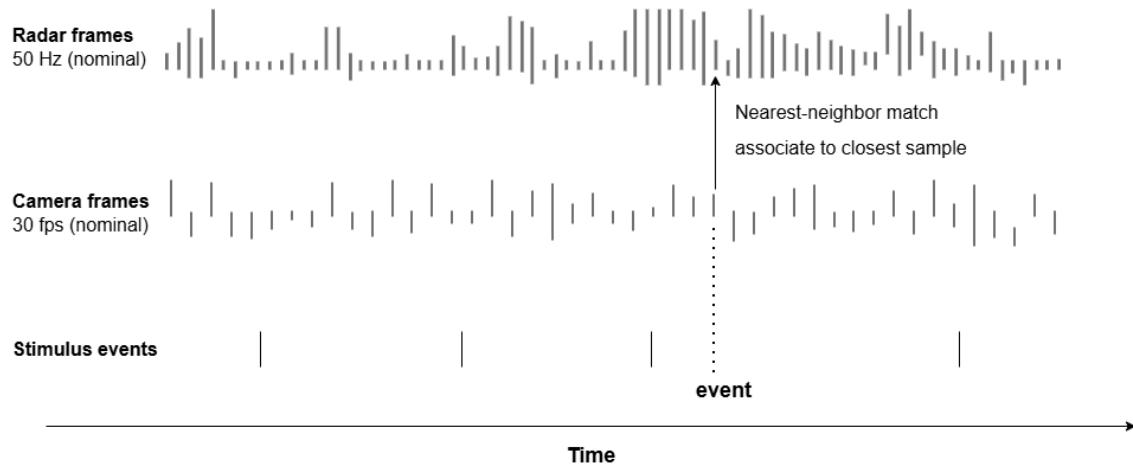 Radar frames
50 Hz (nominal)
Nearest-neighbor match
associate to closest sample
Camera frames
30 fps (nominal)
Stimulus events
event
Time